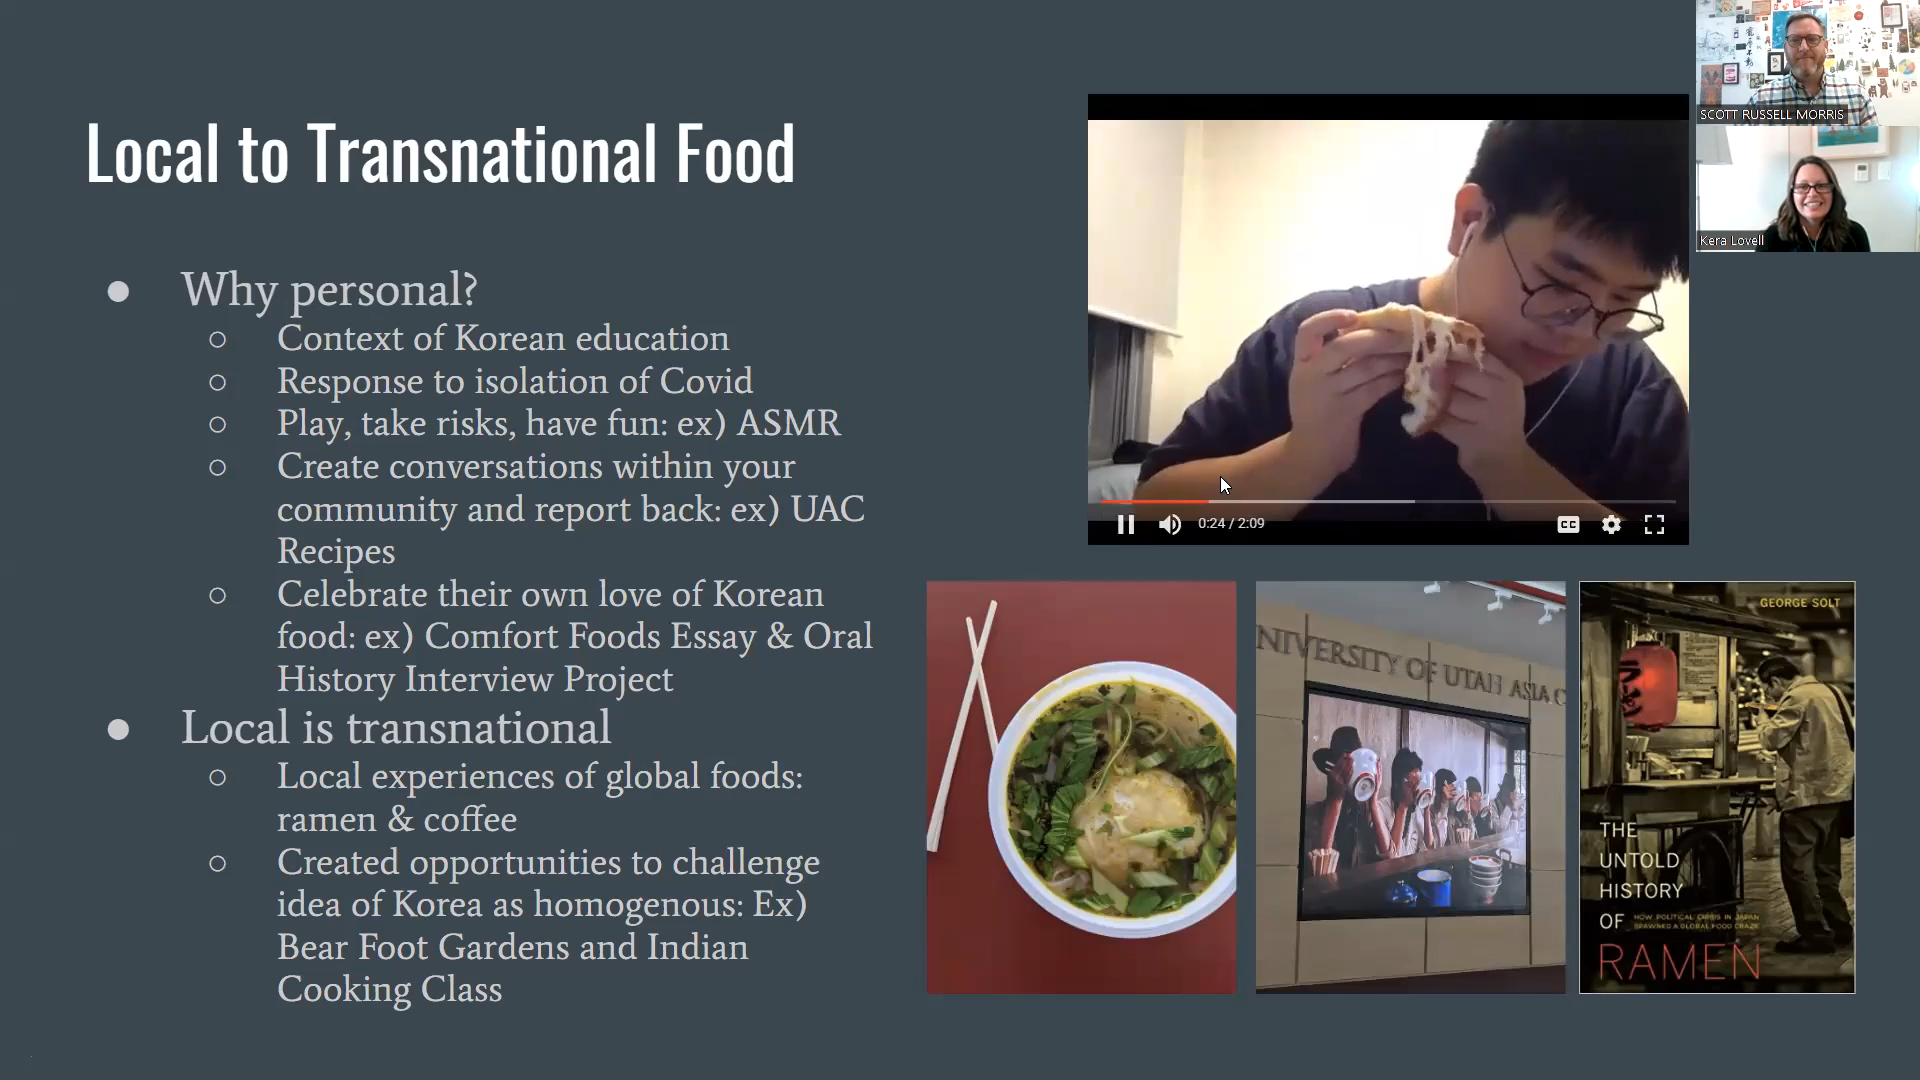 Local to Transnational Food
● Why personal?
○ Context of Korean education
○ Response to isolation of Covid
○ Play, take risks, have fun: ex) ASMR
○ Create conversations within your
community and report back: ex) UAC
Recipes
○ Celebrate their own love of Korean
food: ex) Comfort Foods Essay & Oral
History Interview Project
● Local is transnational
○ Local experiences of global foods:
ramen & coffee
○ Created opportunities to challenge
idea of Korea as homogenous: Ex)
Bear Foot Gardens and Indian
Cooking Class
0:24 / 2:09
CC
NIVERSITY OF UTAH ASIA C
GEORGE SOLT
THE
UNTOLD
HISTORY
OF
HOW POLITICAL CRISIS IN JAPAN
SPAWNED A GLOBAL FOOD CRAZE
RAMEN
SCOTT RUSSELL MORRIS
Kera Lovell